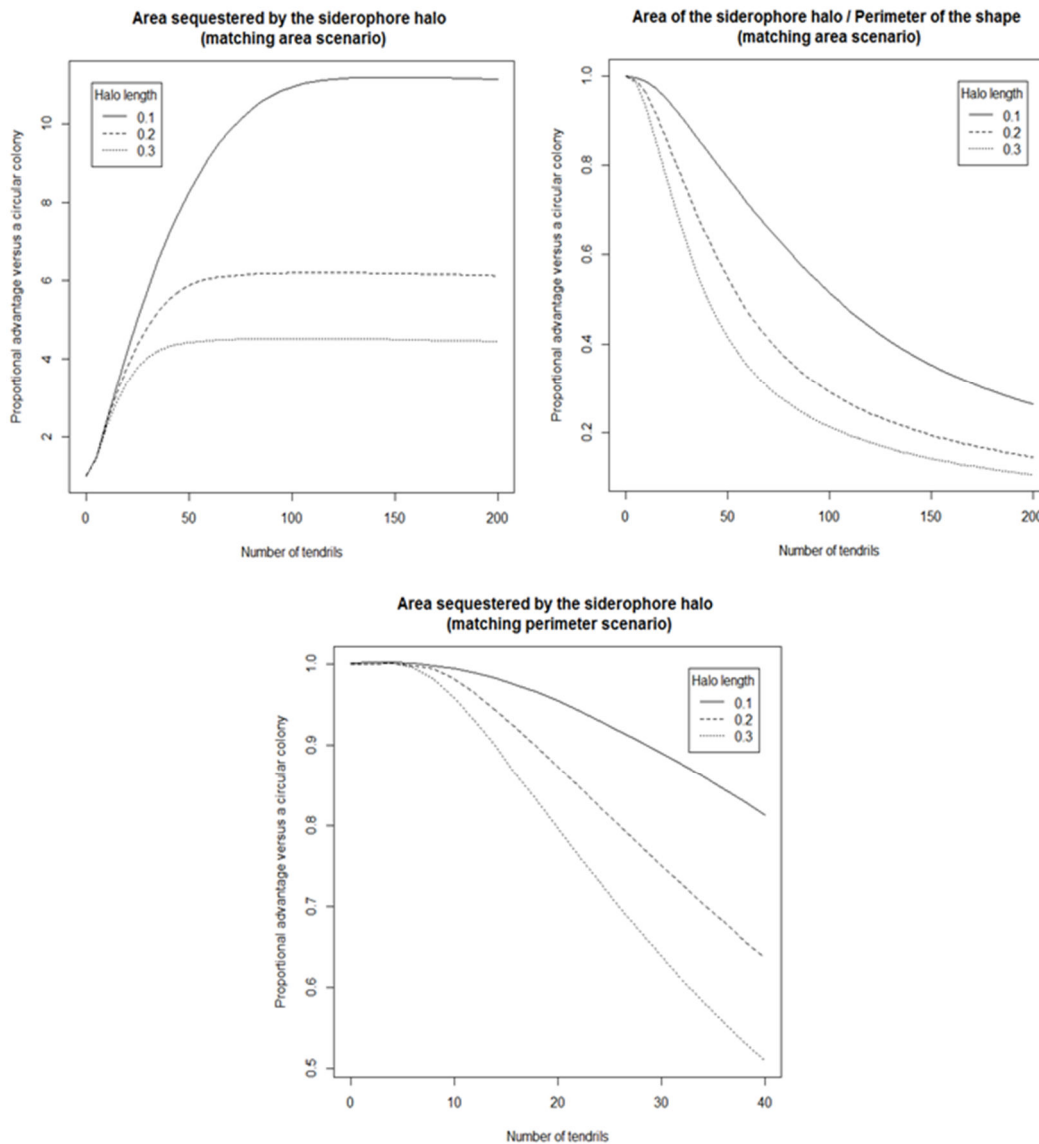 Area sequestered by the siderophore halo
(matching area scenario)
Proportional advantage versus a circular colony
10
8
6
4
2
Halo length
0.1
0.2
0.3
0 50 100 150 200
Number of tendrils
Area of the siderophore halo / Perimeter of the shape
(matching area scenario)
Proportional advantage versus a circular colony
1.0
0.8
0.6
0.4
0.2
Halo length
0.1
0.2
0.3
0 50 100 150 200
Number of tendrils
Area sequestered by the siderophore halo
(matching perimeter scenario)
Proportional advantage versus a circular colony
1.0
0.9
0.8
0.7
0.6
0.5
Halo length
0.1
0.2
0.3
0 10 20 30 40
Number of tendrils